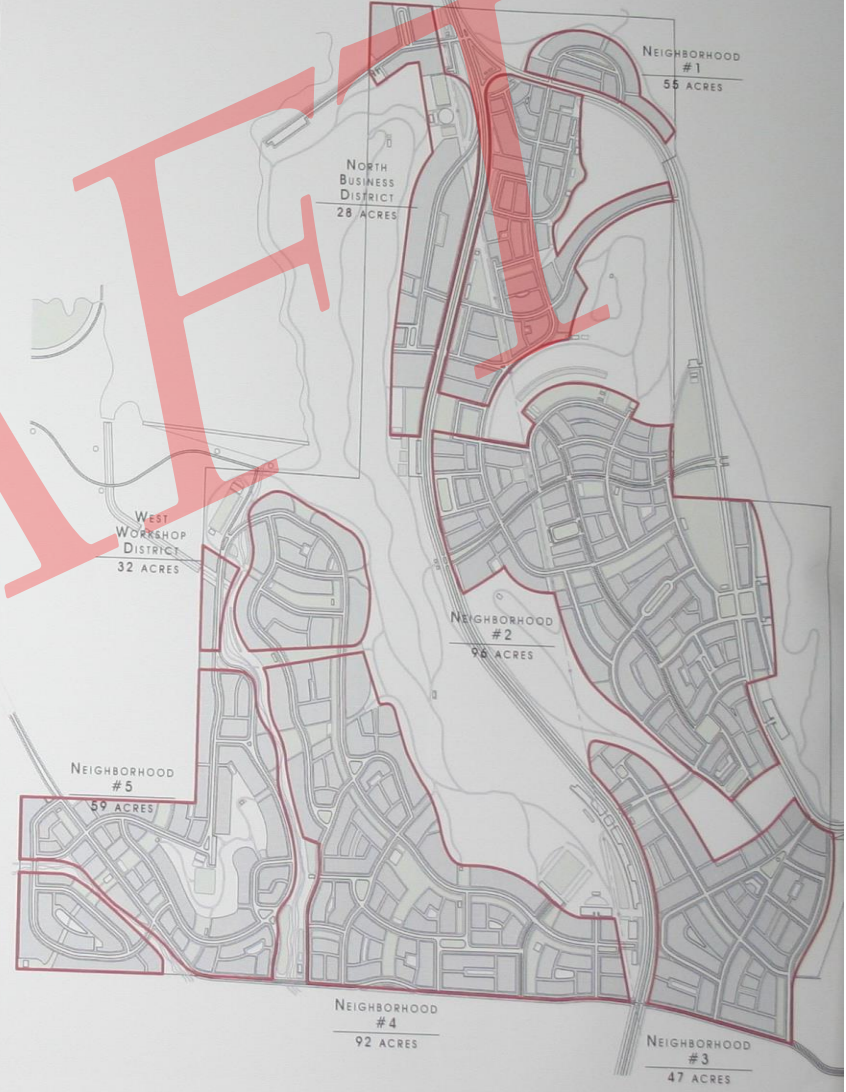 NEIGHBORHOOD
#1
55 ACRES
NORTH
BUSINESS
DISTRICT
28 ACRES
WEST
WORKSHOP
DISTRICT
32 ACRES
NEIGHBORHOOD
#2
96 ACRES
NEIGHBORHOOD
#5
59 ACRES
NEIGHBORHOOD
#4
92 ACRES
NEIGHBORHOOD
#3
47 ACRES
AFT